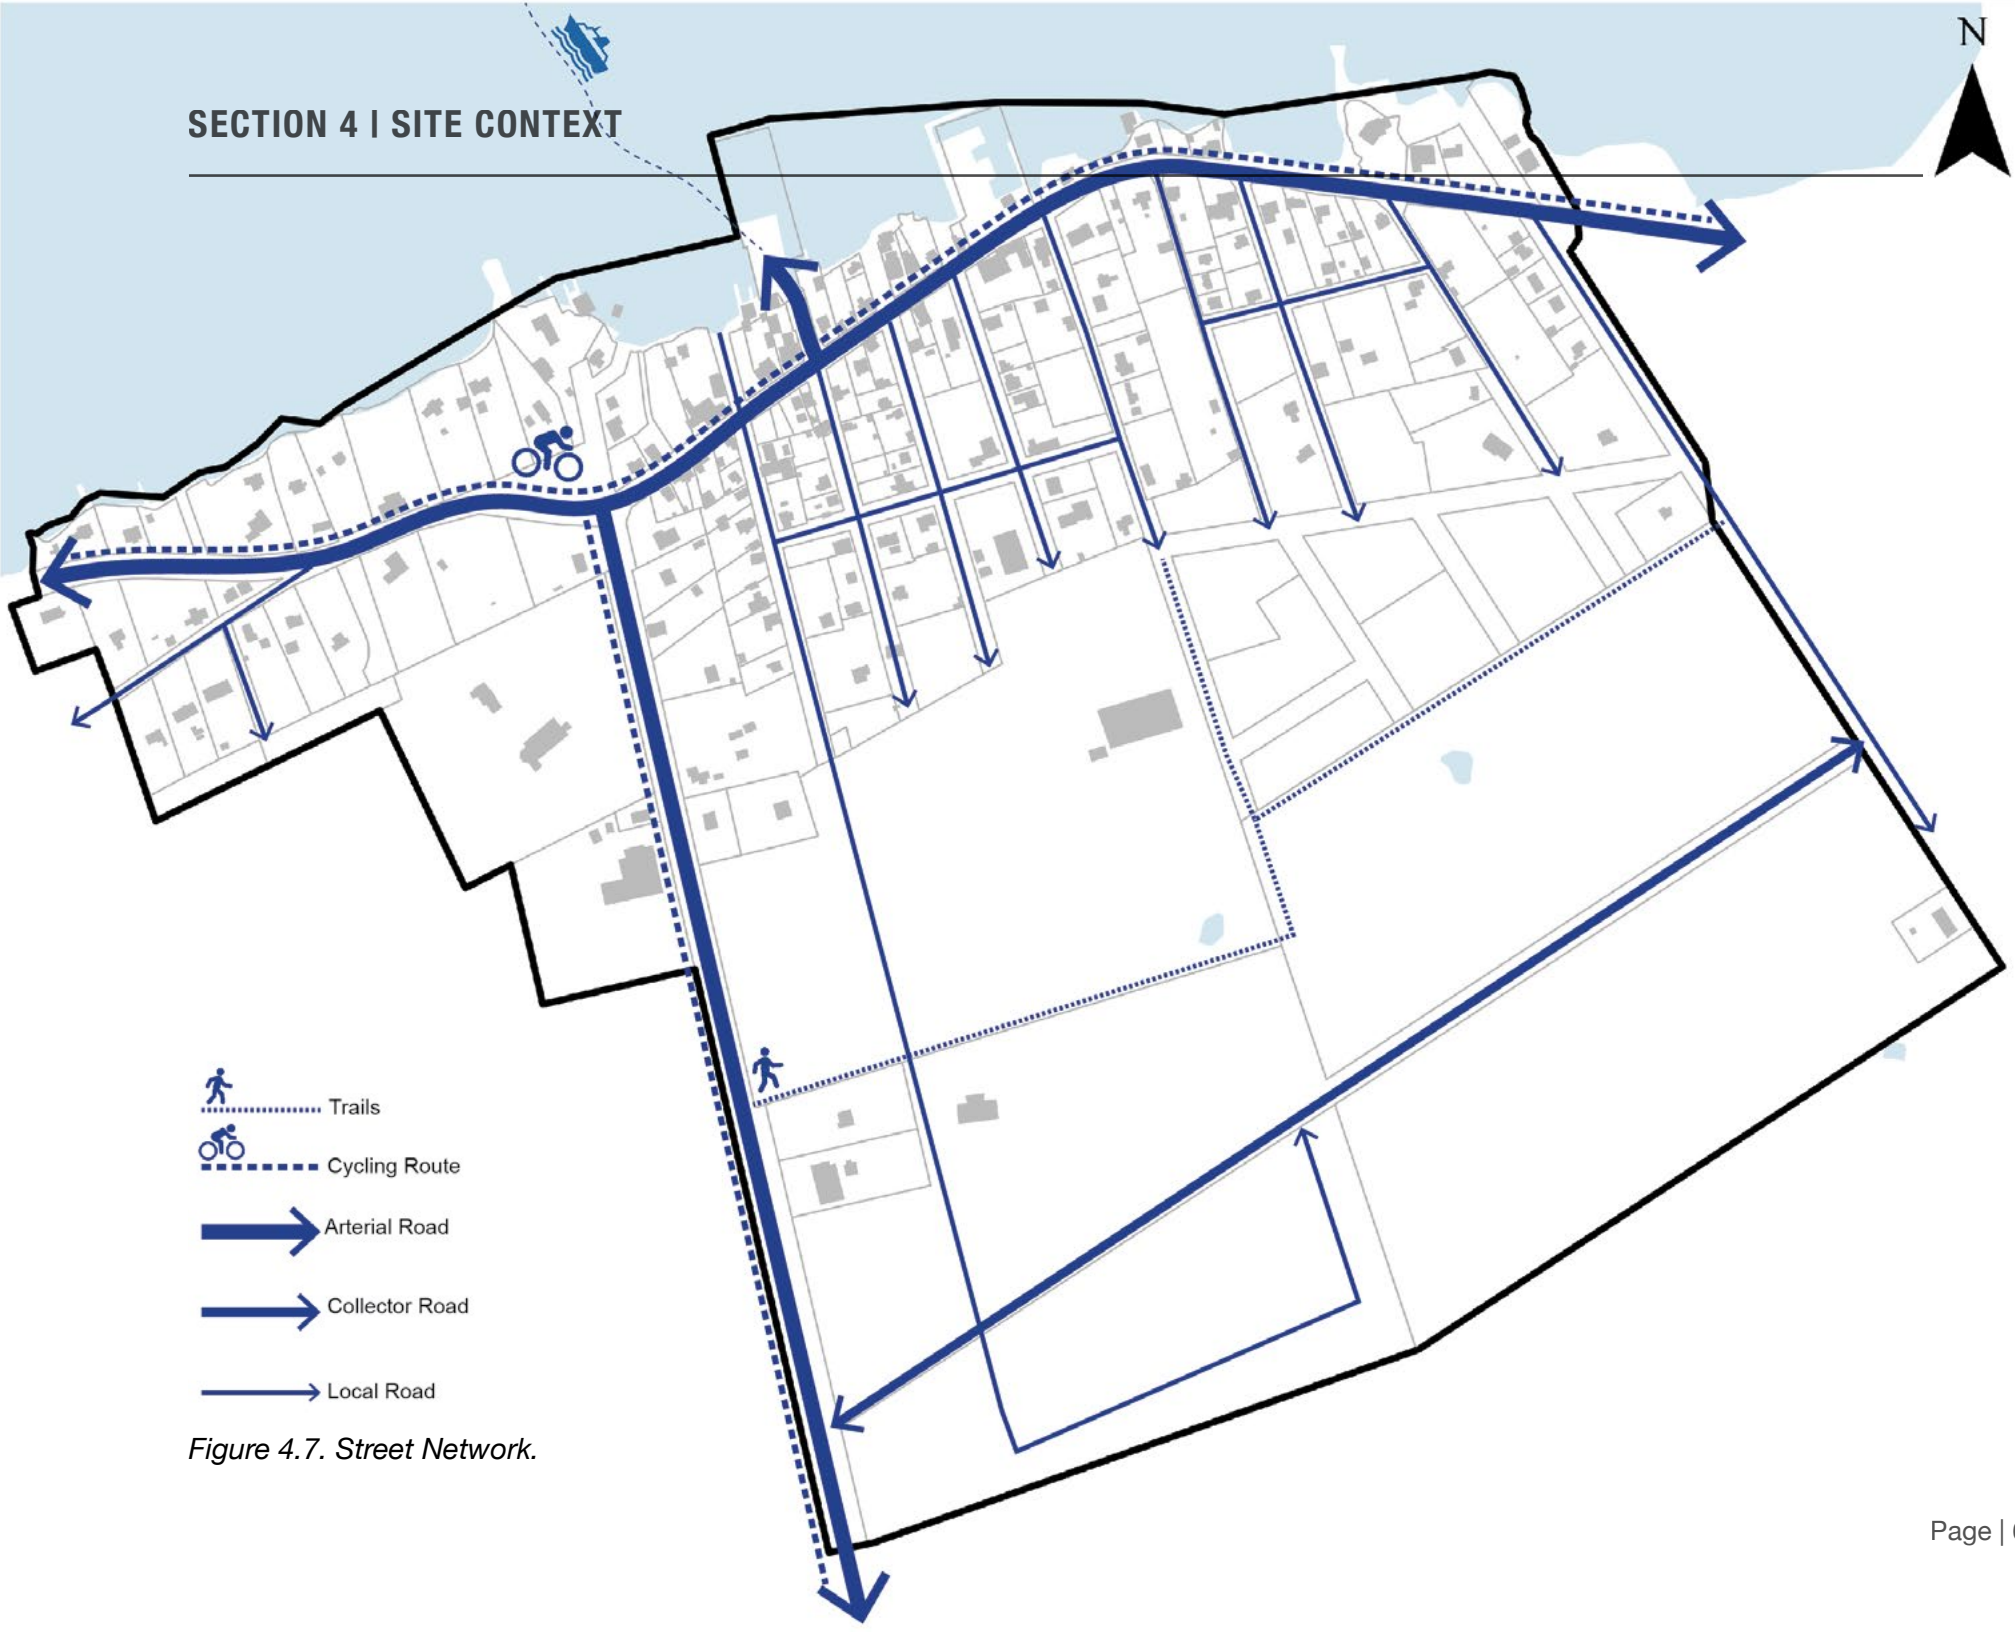 N
SECTION 4 | SITE CONTEXT
Trails
Cycling Route
Arterial Road
Collector Road
Local Road
Figure 4.7. Street Network.
Page |